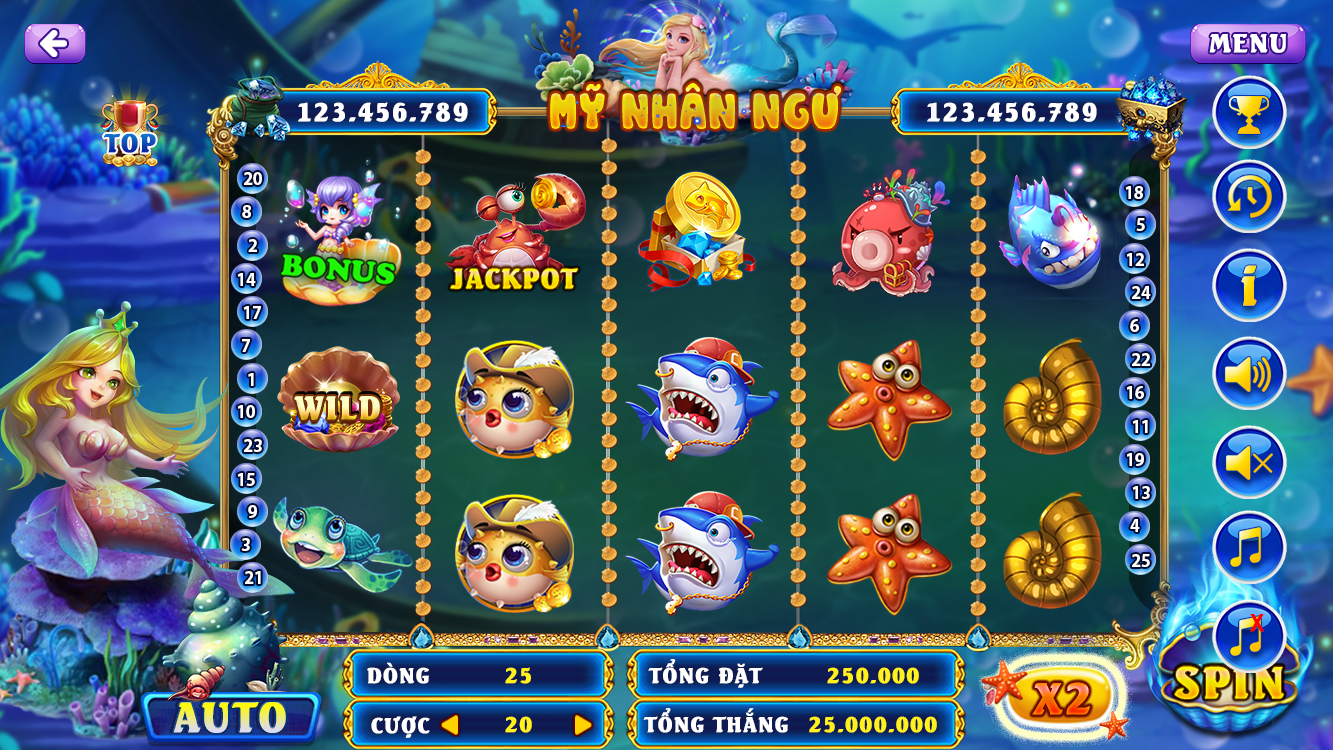 MENU
123.456.789
MỸ NHÂN NGƯ
123.456.789
TOP
20
8
2
14
17
7
1
10
23
15
9
3
21
BONUS
JACKPOT
WILD
18
5
12
24
6
22
16
11
19
13
4
25
DÒNG 25
TỔNG ĐẶT 250.000
CƯỢC 20
TỔNG THẮNG 25.000.000
AUTO
X2
SPIN